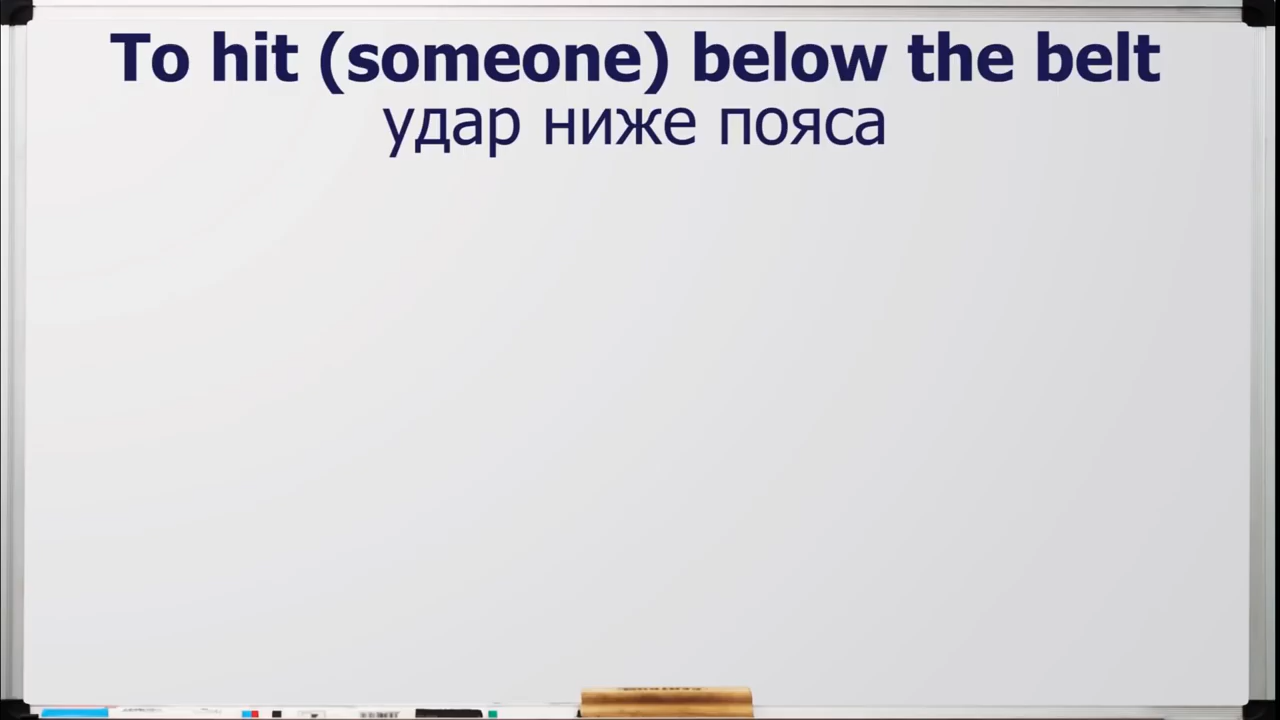 To hit (someone) below the belt
удар ниже пояса